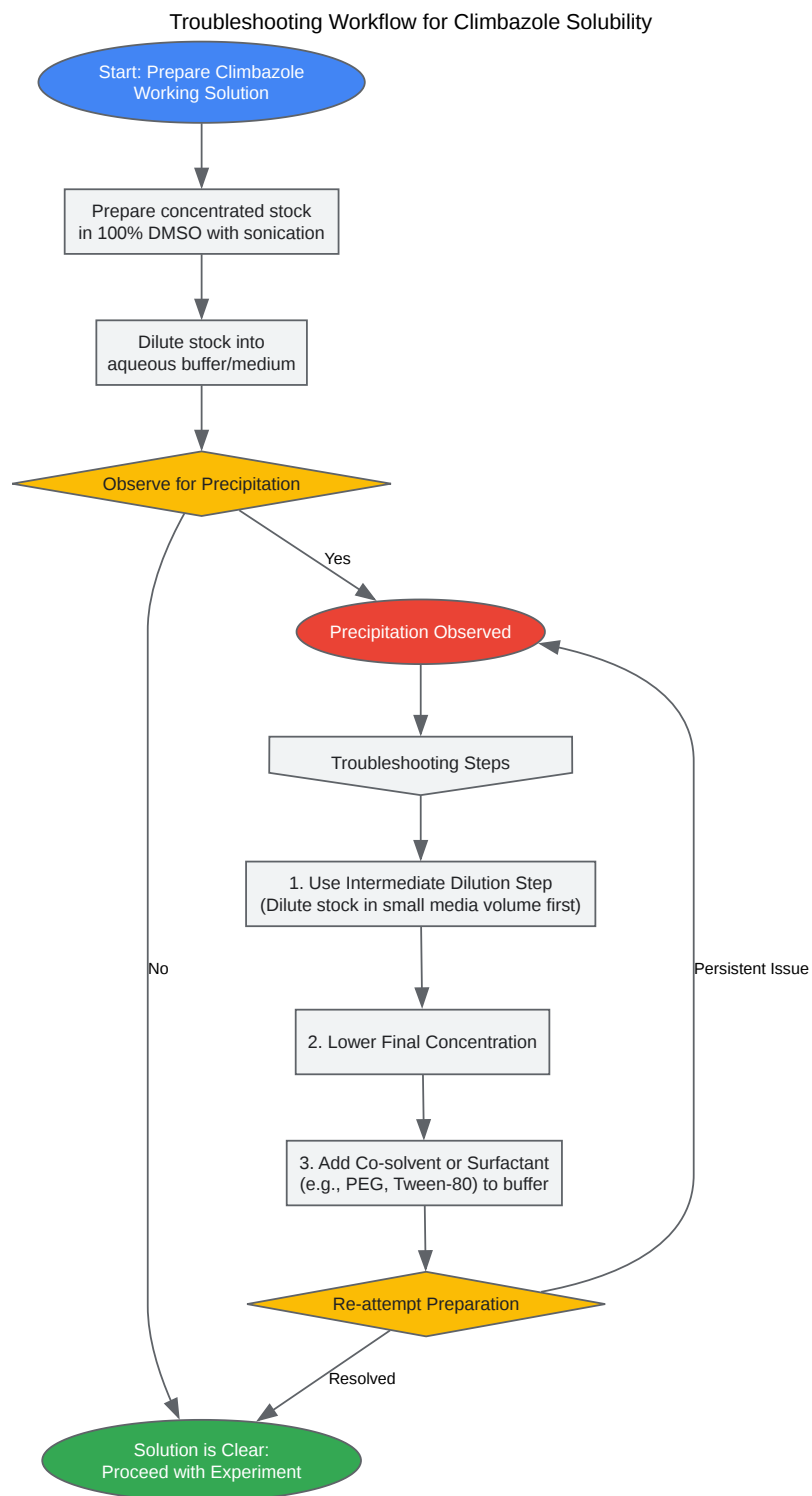 Troubleshooting Workflow for Climbazole Solubility
Start: Prepare Climbazole
Working Solution
Prepare concentrated stock
in 100% DMSO with sonication
Dilute stock into
aqueous buffer/medium
Observe for Precipitation
Yes
Precipitation Observed
Troubleshooting Steps
1. Use Intermediate Dilution Step
(Dilute stock in small media volume first)
No
Persistent Issue
2. Lower Final Concentration
3. Add Co-solvent or Surfactant
(e.g., PEG, Tween-80) to buffer
Re-attempt Preparation
Resolved
Solution is Clear:
Proceed with Experiment